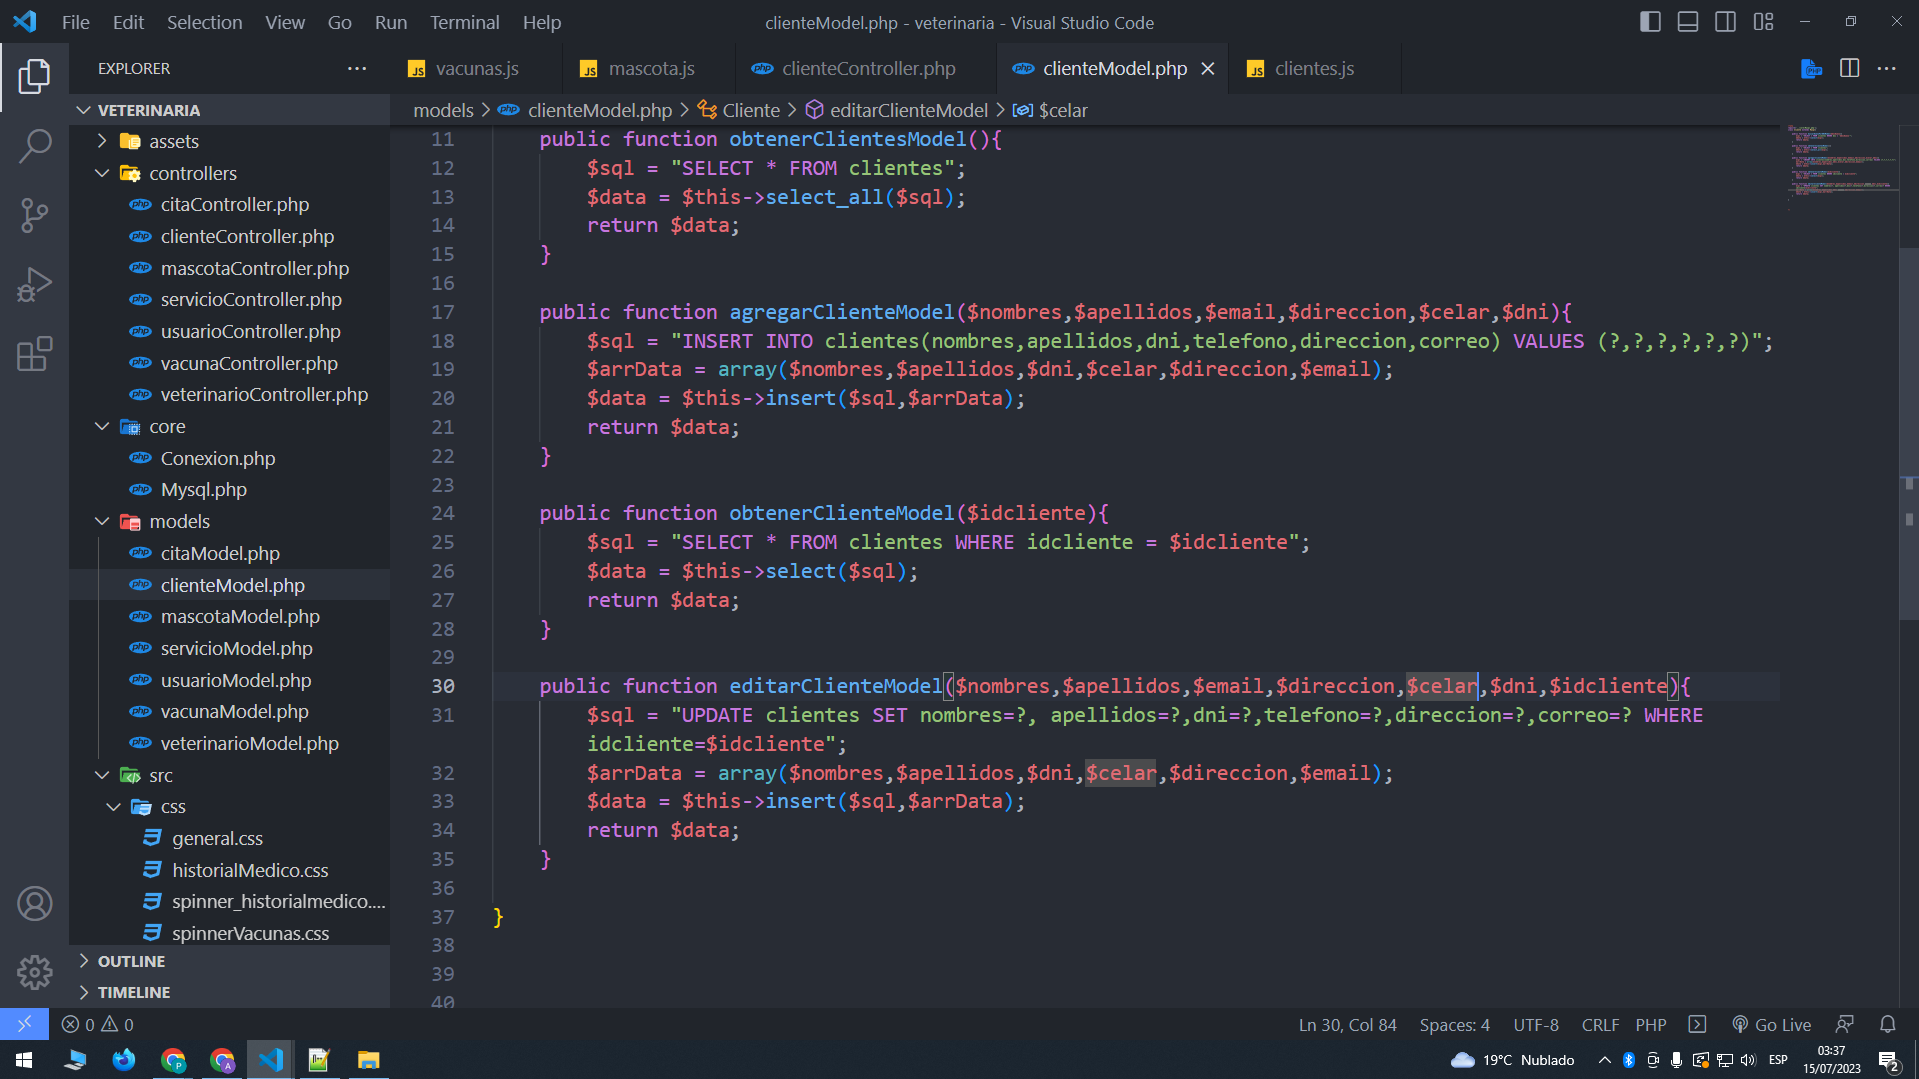 File Edit Selection View Go Run Terminal Help
clienteModel.php - veterinaria - Visual Studio Code
EXPLORER
JS vacunas.js
JS mascota.js
php clienteController.php
php clienteModel.php
JS clientes.js
VETERINARIA
models > clienteModel.php > Cliente > editarClienteModel > $celar
assets
controllers
citaController.php
clienteController.php
mascotaController.php
servicioController.php
usuarioController.php
vacunaController.php
veterinarioController.php
core
Conexion.php
Mysql.php
models
citaModel.php
clienteModel.php
mascotaModel.php
servicioModel.php
usuarioModel.php
vacunaModel.php
veterinarioModel.php
src
css
general.css
historialMedico.css
spinner_historialmedico....
spinnerVacunas.css
OUTLINE
TIMELINE
11 public function obtenerClientesModel(){
12 $sql = "SELECT * FROM clientes";
13 $data = $this->select_all($sql);
14 return $data;
15 }
16
17 public function agregarClienteModel($nombres,$apellidos,$email,$direccion,$celar,$dni){
18 $sql = "INSERT INTO clientes(nombres,apellidos,dni,telefono,direccion,correo) VALUES (?,?,?,?,?,?)";
19 $arrData = array($nombres,$apellidos,$dni,$celar,$direccion,$email);
20 $data = $this->insert($sql,$arrData);
21 return $data;
22 }
23
24 public function obtenerClienteModel($idcliente){
25 $sql = "SELECT * FROM clientes WHERE idcliente = $idcliente";
26 $data = $this->select($sql);
27 return $data;
28 }
29
30 public function editarClienteModel($nombres,$apellidos,$email,$direccion,$celar,$dni,$idcliente){
31 $sql = "UPDATE clientes SET nombres=?, apellidos=?,dni=?,telefono=?,direccion=?,correo=? WHERE
idcliente=$idcliente";
32 $arrData = array($nombres,$apellidos,$dni,$celar,$direccion,$email);
33 $data = $this->insert($sql,$arrData);
34 return $data;
35 }
36
37 }
38
39
40
0 0
Ln 30, Col 84 Spaces: 4 UTF-8 CRLF PHP Go Live
19°C Nublado
ESP
03:37
15/07/2023
2